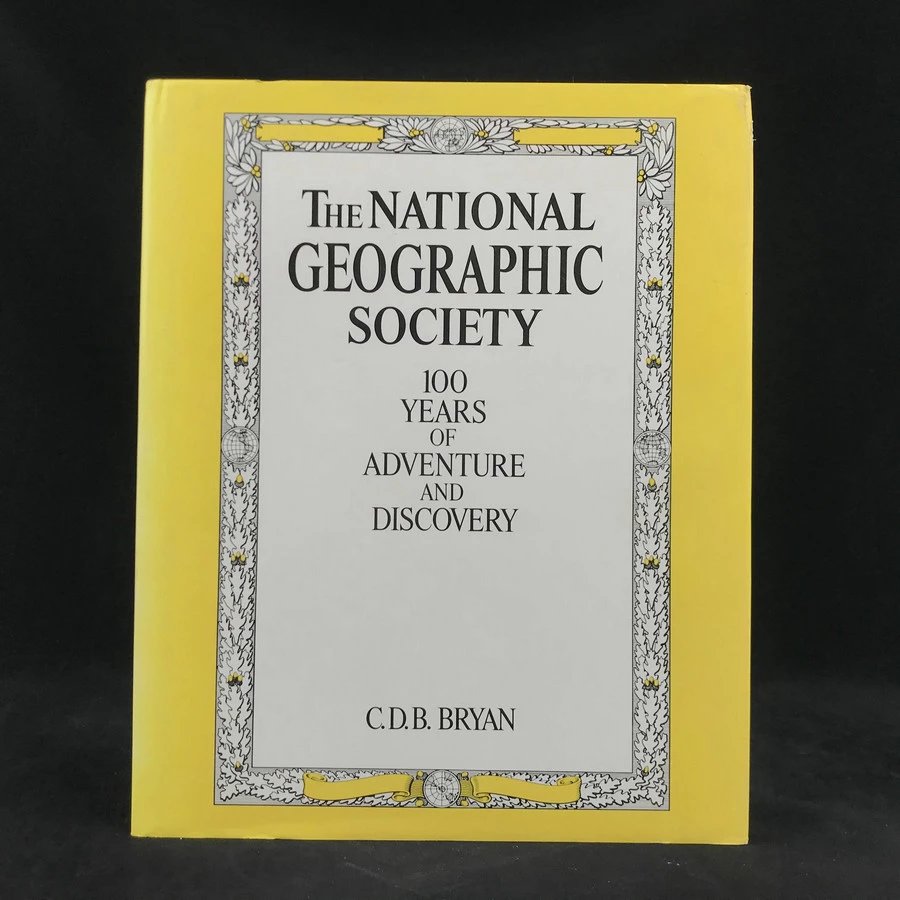 THE NATIONAL
GEOGRAPHIC
SOCIETY
100
YEARS
OF
ADVENTURE
AND
DISCOVERY
C.D.B. BRYAN